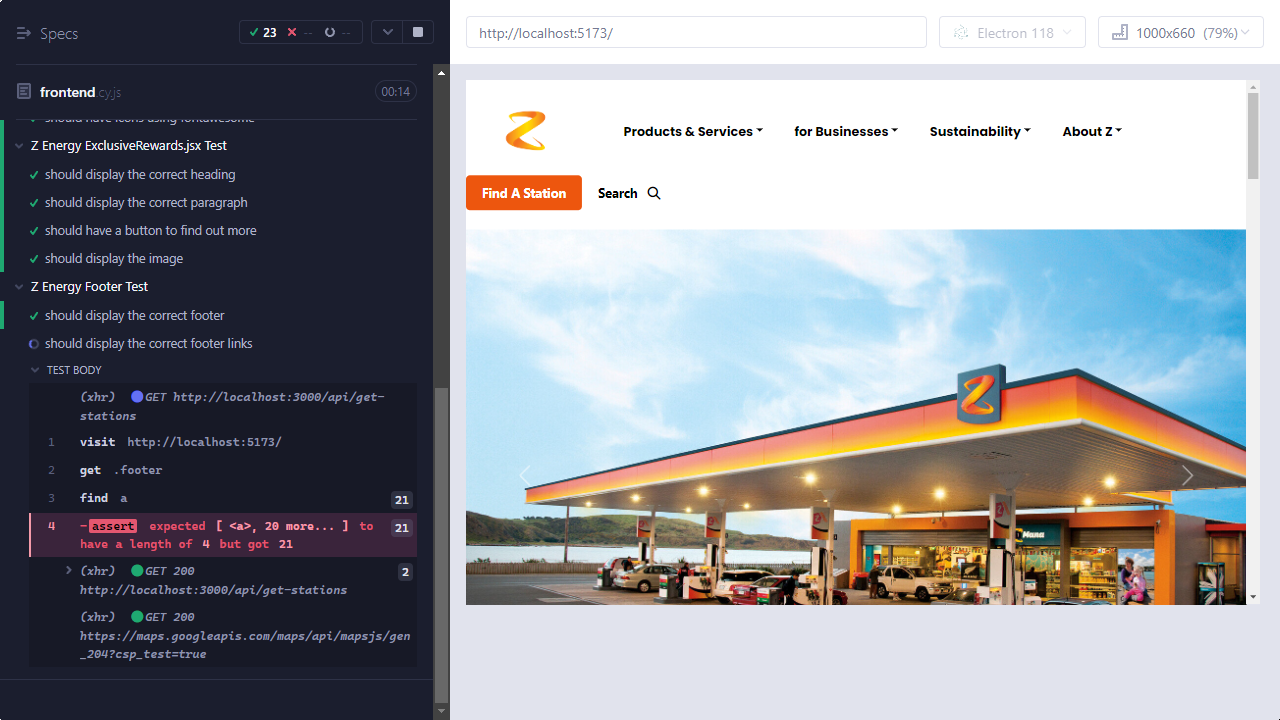 Specs
23
--
--
frontend.cy.js
00:14
should have icons using fontawesome
Z Energy ExclusiveRewards.jsx Test
should display the correct heading
should display the correct paragraph
should have a button to find out more
should display the image
Z Energy Footer Test
should display the correct footer
should display the correct footer links
TEST BODY
(xhr) GET http://localhost:3000/api/get-
stations
1 visit http://localhost:5173/
2 get .footer
3 find a 21
4 -assert expected [ <a>, 20 more... ] to 21
have a length of 4 but got 21
(xhr) GET 200 2
http://localhost:3000/api/get-stations
(xhr) GET 200
https://maps.googleapis.com/maps/api/mapsjs/gen
_204?csp_test=true
http://localhost:5173/
Electron 118
1000x660 (79%)
Products & Services
for Businesses
Sustainability
About Z
Find A Station
Search
Mana